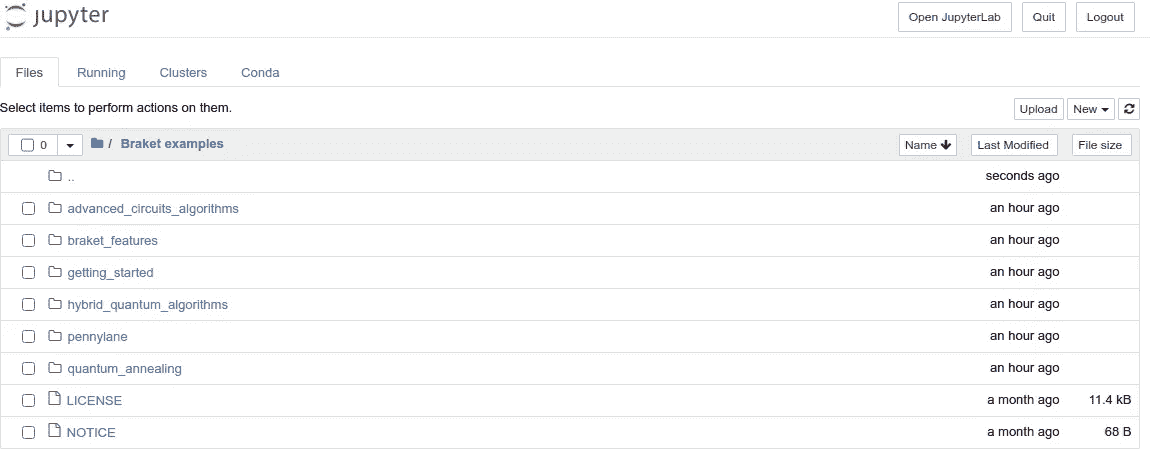 jupyter Open JupyterLab Quit Logout
Files Running Clusters Conda
Select items to perform actions on them. Upload New
0 / Braket examples Name Last Modified File size
.. seconds ago
advanced_circuits_algorithms an hour ago
braket_features an hour ago
getting_started an hour ago
hybrid_quantum_algorithms an hour ago
pennylane an hour ago
quantum_annealing an hour ago
LICENSE a month ago 11.4 kB
NOTICE a month ago 68 B